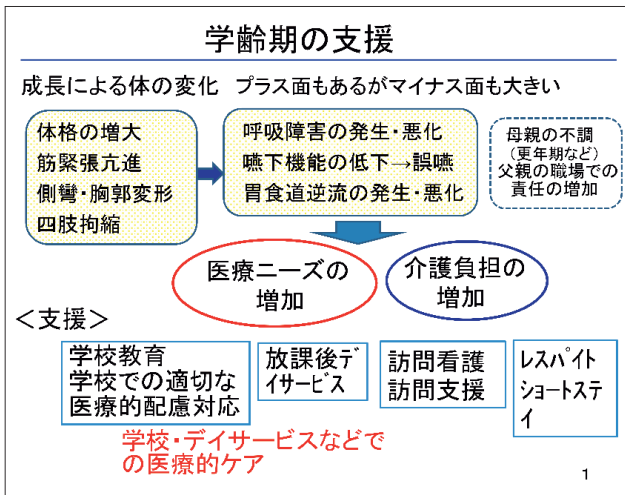 学齢期の支援
成長による体の変化 プラス面もあるがマイナス面も大きい
体格の増大
筋緊張亢進
側彎・胸郭変形
四肢拘縮
呼吸障害の発生・悪化
嚥下機能の低下→誤嚥
胃食道逆流の発生・悪化
母親の不調
(更年期など)
父親の職場での
責任の増加
医療ニーズの
増加
介護負担の
増加
<支援>
学校教育
学校での適切な
医療的配慮対応
放課後デ
イサービス
訪問看護
訪問支援
レスパイト
ショートステ
イ
学校・デイサービスなどで
の医療的ケア
1